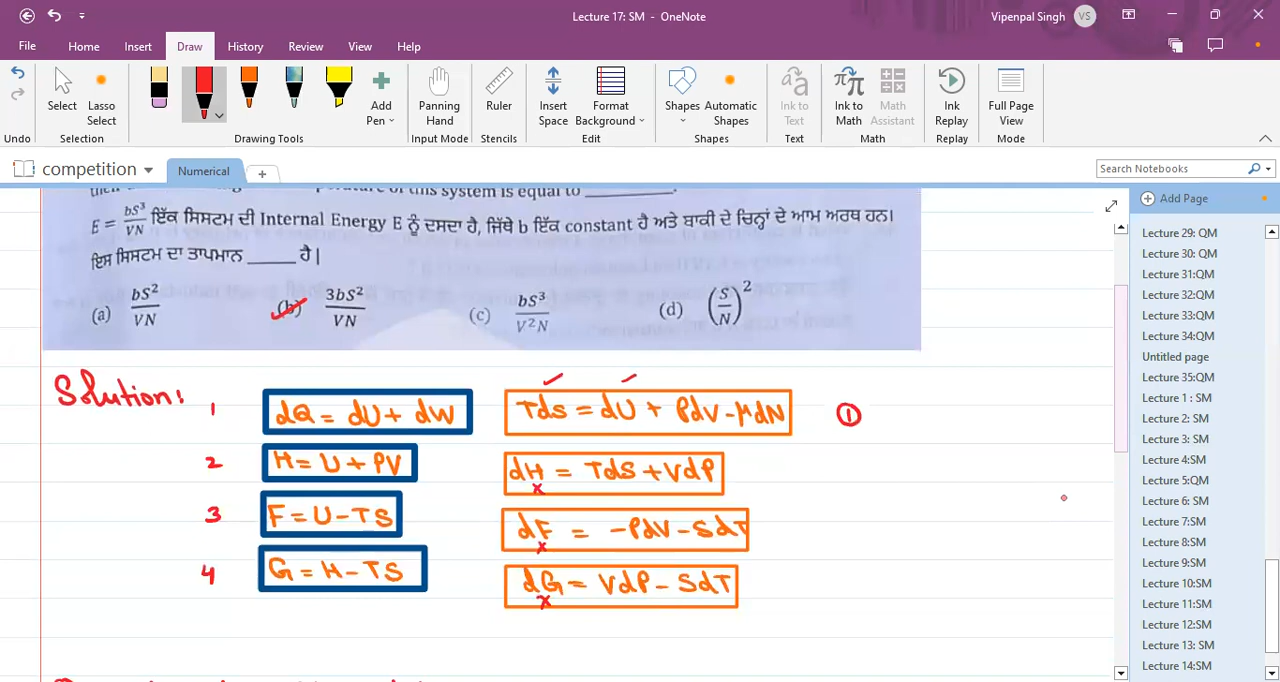 Lecture 17: SM - OneNote
Vipenpal Singh VS
File Home Insert Draw History Review View Help
Select Lasso Select Add Pen Panning Hand Ruler Insert Space Format Background Shapes Automatic Shapes Ink to Text Ink to Math Math Assistant Ink Replay Full Page View
Undo Selection Drawing Tools Input Mode Stencils Edit Shapes Text Math Replay Mode
competition Numerical Search Notebooks
of this system is equal to ________.
E = bS³/VN ਇੱਕ ਸਿਸਟਮ ਦੀ Internal Energy E ਨੂੰ ਦਸਦਾ ਹੈ, ਜਿੱਥੇ b ਇੱਕ constant ਹੈ ਅਤੇ ਬਾਕੀ ਦੇ ਚਿਨ੍ਹਾਂ ਦੇ ਆਮ ਅਰਥ ਹਨ।
ਇਸ ਸਿਸਟਮ ਦਾ ਤਾਪਮਾਨ _____ ਹੈ|
(a) bS²/VN (b) 3bS²/VN (c) bS³/V²N (d) (S/N)²
Solution:
1 dQ = dU + dW TdS = dU + PdV - μdN ①
2 H = U + PV dH = TdS + VdP
3 F = U - TS dF = -PdV - SdT
4 G = H - TS dG = VdP - SdT
Add Page
Lecture 29: QM
Lecture 30: QM
Lecture 31:QM
Lecture 32:QM
Lecture 33:QM
Lecture 34:QM
Untitled page
Lecture 35:QM
Lecture 1 : SM
Lecture 2: SM
Lecture 3: SM
Lecture 4:SM
Lecture 5:QM
Lecture 6: SM
Lecture 7:SM
Lecture 8:SM
Lecture 9:SM
Lecture 10:SM
Lecture 11:SM
Lecture 12:SM
Lecture 13: SM
Lecture 14:SM